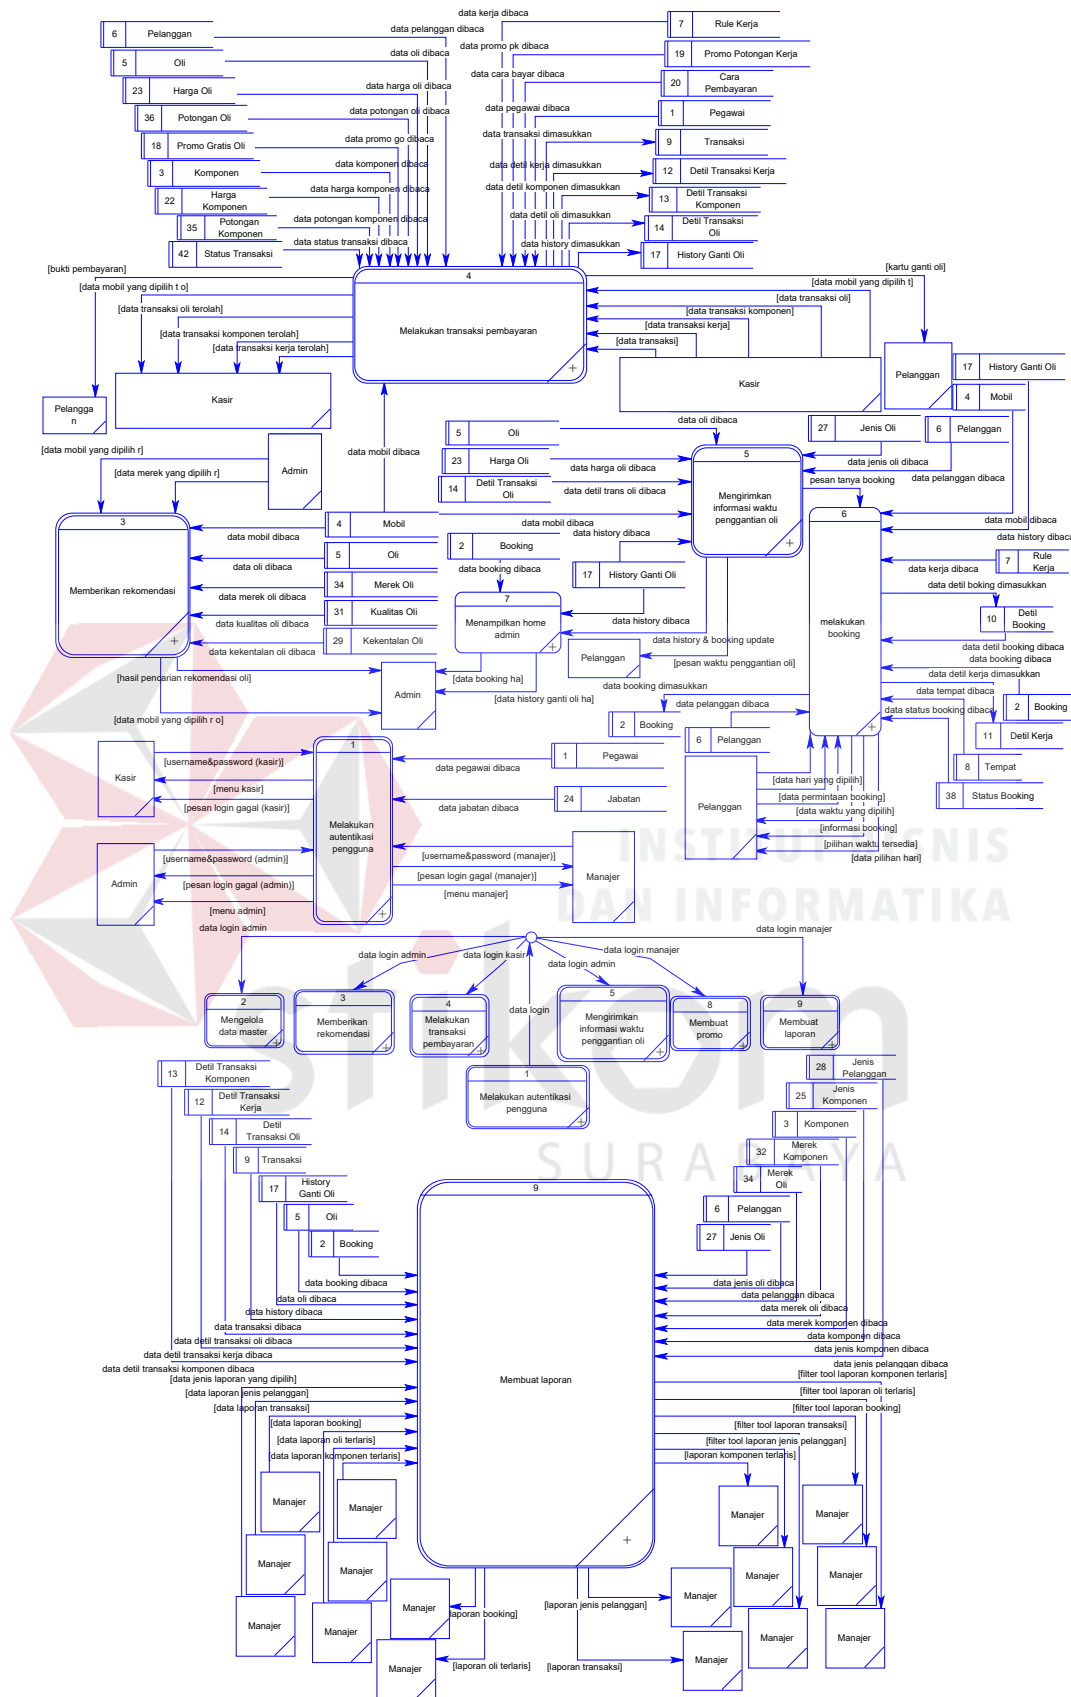 6 Pelanggan
data pelanggan dibaca
5 Oli
data oli dibaca
23 Harga Oli
data harga oli dibaca
36 Potongan Oli
data potongan oli dibaca
18 Promo Gratis Oli
data promo go dibaca
3 Komponen
data komponen dibaca
22 Harga
Komponen
data harga komponen dibaca
35 Potongan
Komponen
data potongan komponen dibaca
42 Status Transaksi
data status transaksi dibaca
data kerja dibaca
7 Rule Kerja
data promo pk dibaca
19 Promo Potongan Kerja
data cara bayar dibaca
20 Cara
Pembayaran
data pegawai dibaca
1 Pegawai
data transaksi dimasukkan
9 Transaksi
data detil kerja dimasukkan
12 Detil Transaksi Kerja
data detil komponen dimasukkan
13 Detil Transaksi
Komponen
data detil oli dimasukkan
14 Detil Transaksi
Oli
data history dimasukkan
17 History Ganti Oli
4
Melakukan transaksi pembayaran
[bukti pembayaran]
[data mobil yang dipilih t o]
[data transaksi oli terolah]
[data transaksi komponen terolah]
[data transaksi kerja terolah]
Pelangga
n
Kasir
[kartu ganti oli]
[data mobil yang dipilih t]
[data transaksi oli]
[data transaksi komponen]
[data transaksi kerja]
[data transaksi]
Kasir
Pelanggan
17 History Ganti Oli
4 Mobil
27 Jenis Oli
6 Pelanggan
data oli dibaca
5 Oli
23 Harga Oli
data harga oli dibaca
14 Detil Transaksi
Oli
data detil trans oli dibaca
data jenis oli dibaca
data pelanggan dibaca
pesan tanya booking
5
Mengirimkan
informasi waktu
penggantian oli
[data mobil yang dipilih r]
[data merek yang dipilih r]
Admin
data mobil dibaca
3
Memberikan rekomendasi
4 Mobil
data mobil dibaca
data mobil dibaca
5 Oli
data oli dibaca
34 Merek Oli
data merek oli dibaca
31 Kualitas Oli
data kualitas oli dibaca
29 Kekentalan Oli
data kekentalan oli dibaca
[hasil pencarian rekomendasi oli]
[data mobil yang dipilih r o]
Admin
2 Booking
data booking dibaca
data history dibaca
17 History Ganti Oli
data history dibaca
7
Menampilkan home
admin
data history & booking update
[data booking ha]
[data history ganti oli ha]
Pelanggan
[pesan waktu penggantian oli]
6
melakukan
booking
data mobil dibaca
data history dibaca
data kerja dibaca
7 Rule
Kerja
data detil boking dimasukkan
10 Detil
Booking
data detil booking dibaca
data booking dibaca
data detil kerja dimasukkan
data tempat dibaca
data status booking dibaca
2 Booking
11 Detil Kerja
8 Tempat
38 Status Booking
data booking dimasukkan
2 Booking
data pelanggan dibaca
6 Pelanggan
Pelanggan
[data hari yang dipilih]
[data permintaan booking]
[data waktu yang dipilih]
[informasi booking]
[pilihan waktu tersedia]
[data pilihan hari]
Kasir
[username&password (kasir)]
[menu kasir]
[pesan login gagal (kasir)]
Admin
[username&password (admin)]
[pesan login gagal (admin)]
[menu admin]
1
Melakukan
autentikasi
pengguna
data pegawai dibaca
1 Pegawai
data jabatan dibaca
24 Jabatan
[username&password (manajer)]
[pesan login gagal (manajer)]
[menu manajer]
Manajer
INSTITUT BISNIS
DAN INFORMATIKA
stikom
SURABAYA
data login admin
data login admin
data login kasir
data login
data login admin
data login manajer
data login manajer
2
Mengelola
data master
3
Memberikan
rekomendasi
4
Melakukan
transaksi
pembayaran
5
Mengirimkan
informasi waktu
penggantian oli
8
Membuat
promo
9
Membuat
laporan
1
Melakukan autentikasi
pengguna
13 Detil Transaksi
Komponen
12 Detil Transaksi
Kerja
14 Detil
Transaksi Oli
9 Transaksi
17 History
Ganti Oli
5 Oli
2 Booking
28 Jenis
Pelanggan
25 Jenis
Komponen
3 Komponen
32 Merek
Komponen
34 Merek
Oli
6 Pelanggan
27 Jenis Oli
9
Membuat laporan
data booking dibaca
data oli dibaca
data history dibaca
data transaksi dibaca
data detil transaksi oli dibaca
data detil transaksi kerja dibaca
data detil transaksi komponen dibaca
[data jenis laporan yang dipilih]
[data laporan jenis pelanggan]
[data laporan transaksi]
[data laporan booking]
[data laporan oli terlaris]
[data laporan komponen terlaris]
data jenis oli dibaca
data pelanggan dibaca
data merek oli dibaca
data merek komponen dibaca
data komponen dibaca
data jenis komponen dibaca
data jenis pelanggan dibaca
[filter tool laporan komponen terlaris]
[filter tool laporan oli terlaris]
[filter tool laporan booking]
[filter tool laporan transaksi]
[filter tool laporan jenis pelanggan]
[laporan komponen terlaris]
Manajer
Manajer
Manajer
Manajer
Manajer
Manajer
Manajer
Manajer
laporan booking]
[laporan oli terlaris]
[laporan jenis pelanggan]
[laporan transaksi]
Manajer
Manajer
Manajer
Manajer
Manajer
Manajer
Manajer
Manajer